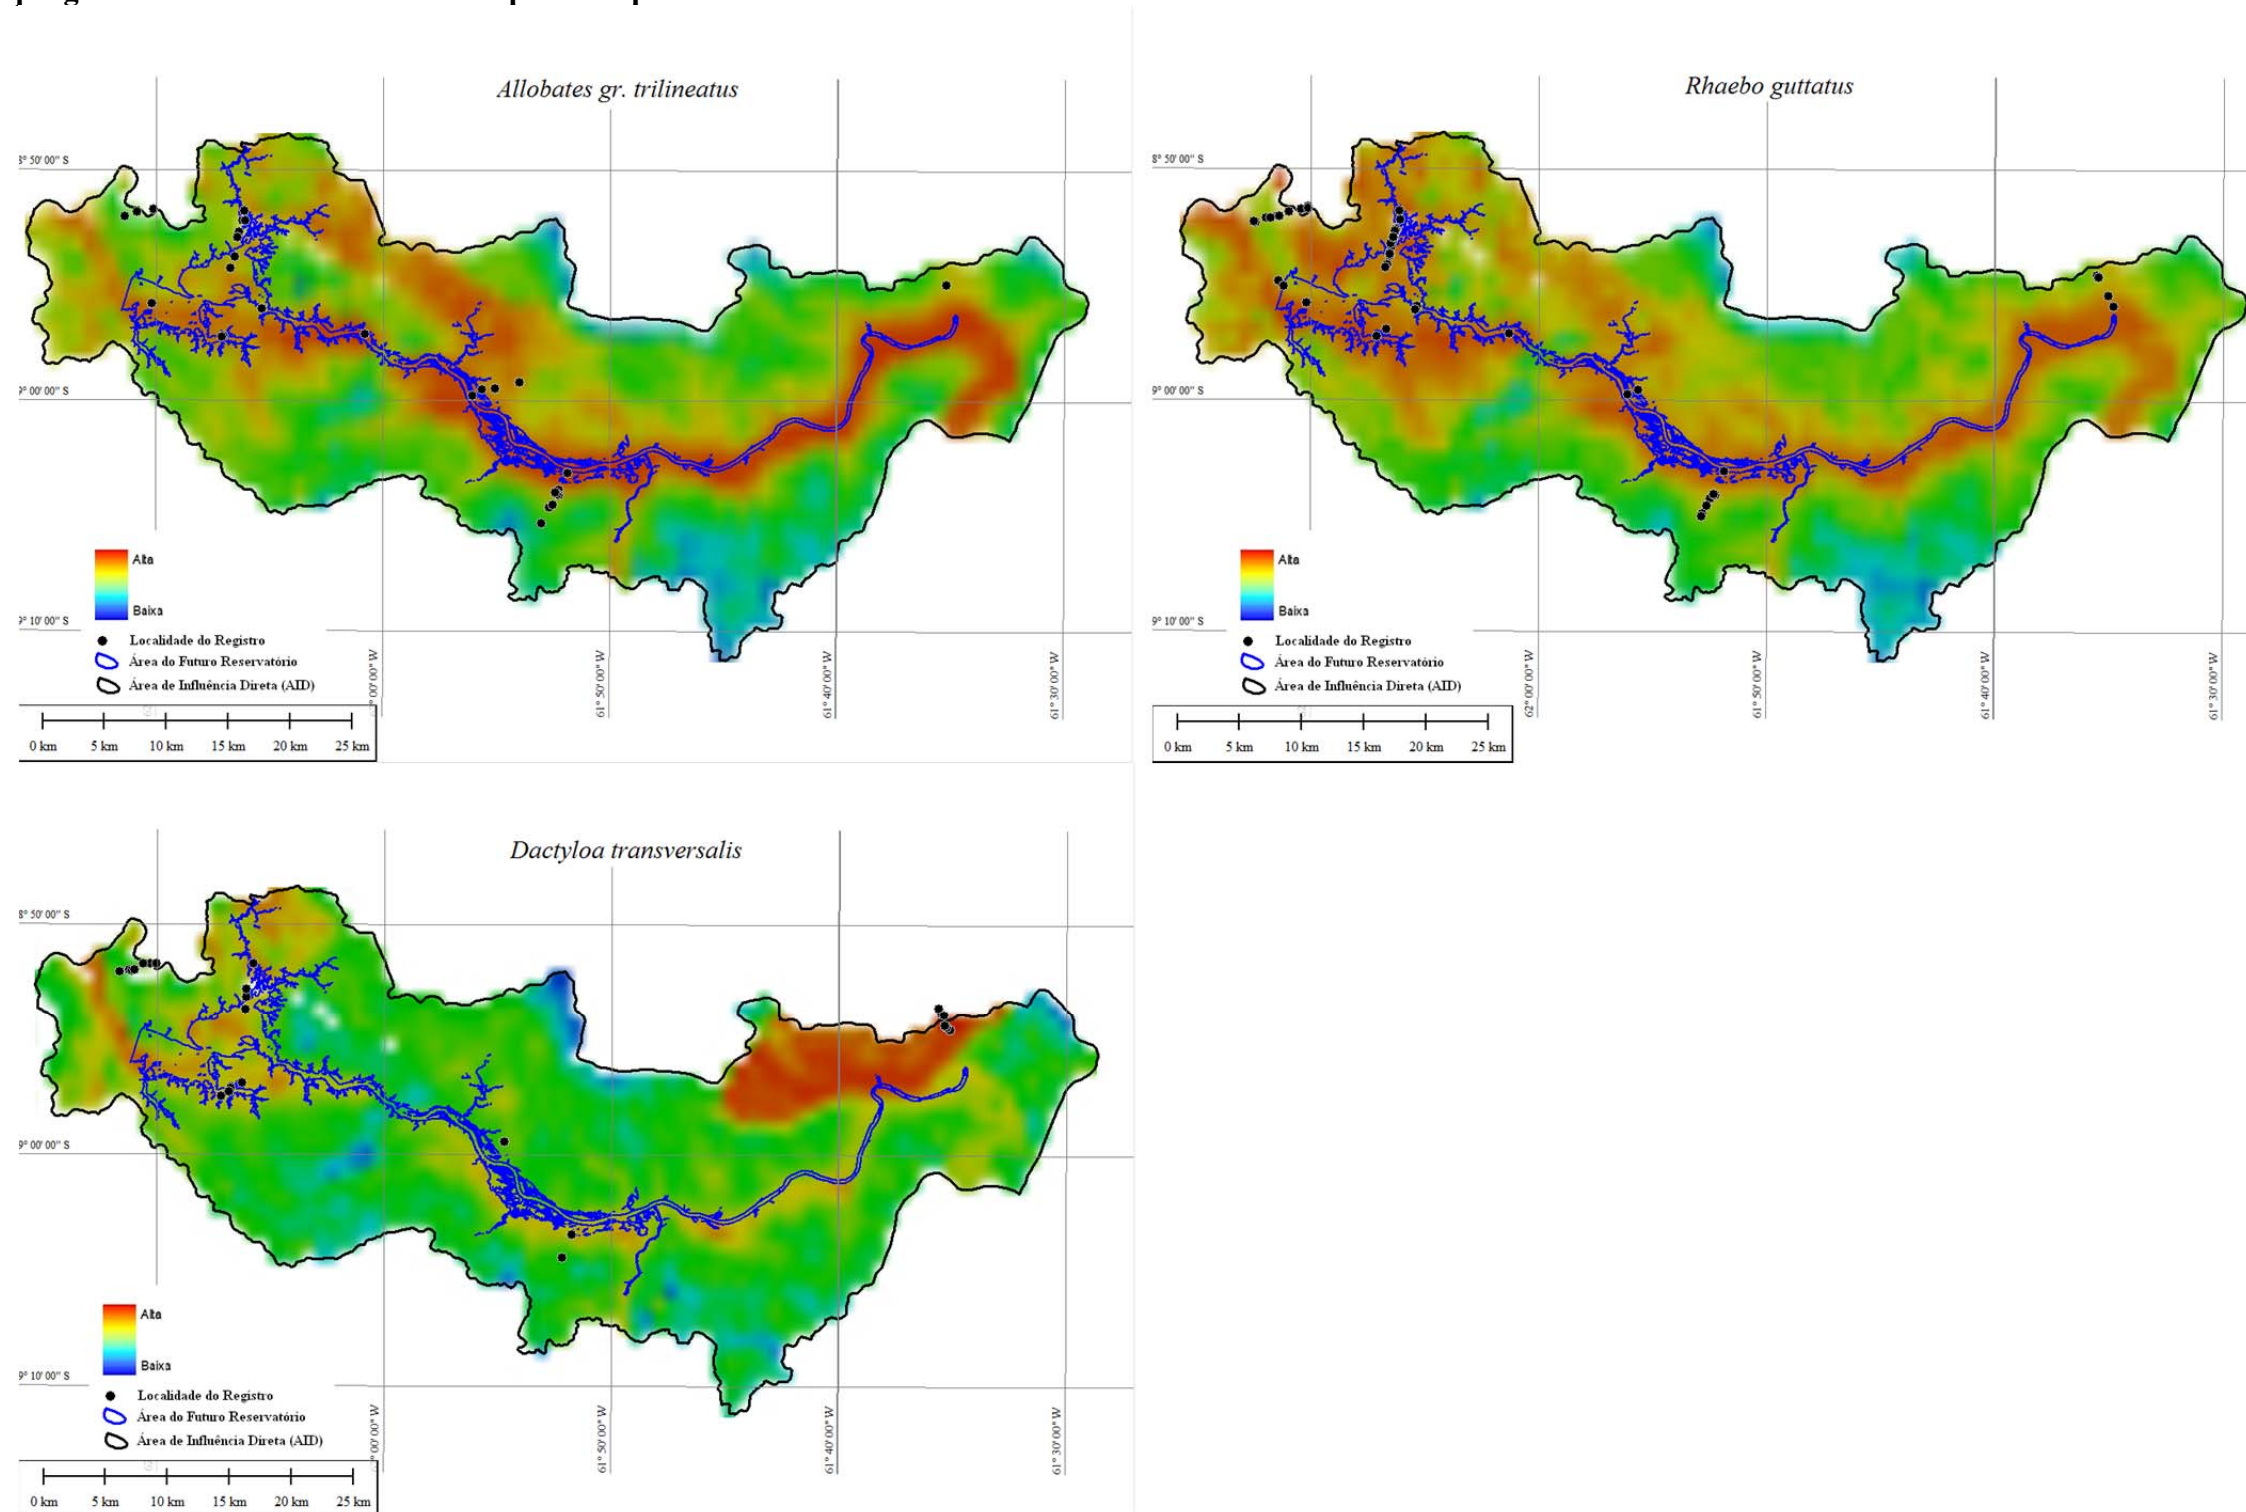 Allobates gr. trilineatus
8° 50' 00" S
9° 00' 00" S
Alta
Baixa
9° 10' 00" S
Localidade do Registro
Área do Futuro Reservatório
Área de Influência Direta (AID)
61° 50' 00" W
61° 40' 00" W
61° 30' 00" W
0 km 5 km 10 km 15 km 20 km 25 km
Rhaebo guttatus
8° 50' 00" S
9° 00' 00" S
Alta
Baixa
9° 10' 00" S
Localidade do Registro
Área do Futuro Reservatório
Área de Influência Direta (AID)
62° 00' 00" W
61° 50' 00" W
61° 40' 00" W
61° 30' 00" W
0 km 5 km 10 km 15 km 20 km 25 km
Dactyloa transversalis
8° 50' 00" S
9° 00' 00" S
Alta
Baixa
9° 10' 00" S
Localidade do Registro
Área do Futuro Reservatório
Área de Influência Direta (AID)
61° 50' 00" W
61° 40' 00" W
61° 30' 00" W
0 km 5 km 10 km 15 km 20 km 25 km